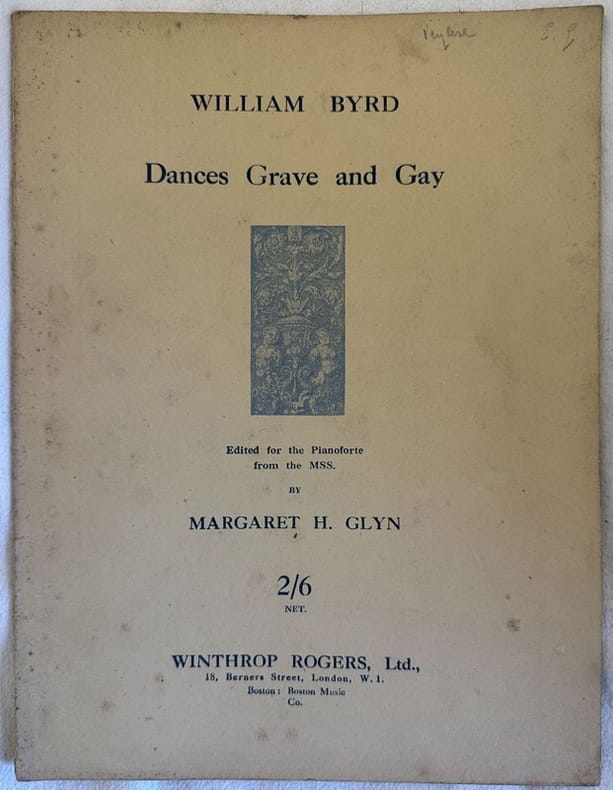 WILLIAM BYRD
Dances Grave and Gay
Edited for the Pianoforte
from the MSS.
BY
MARGARET H. GLYN
2/6
NET.
WINTHROP ROGERS, Ltd.,
18, Berners Street, London, W. 1.
Boston: Boston Music
Co.